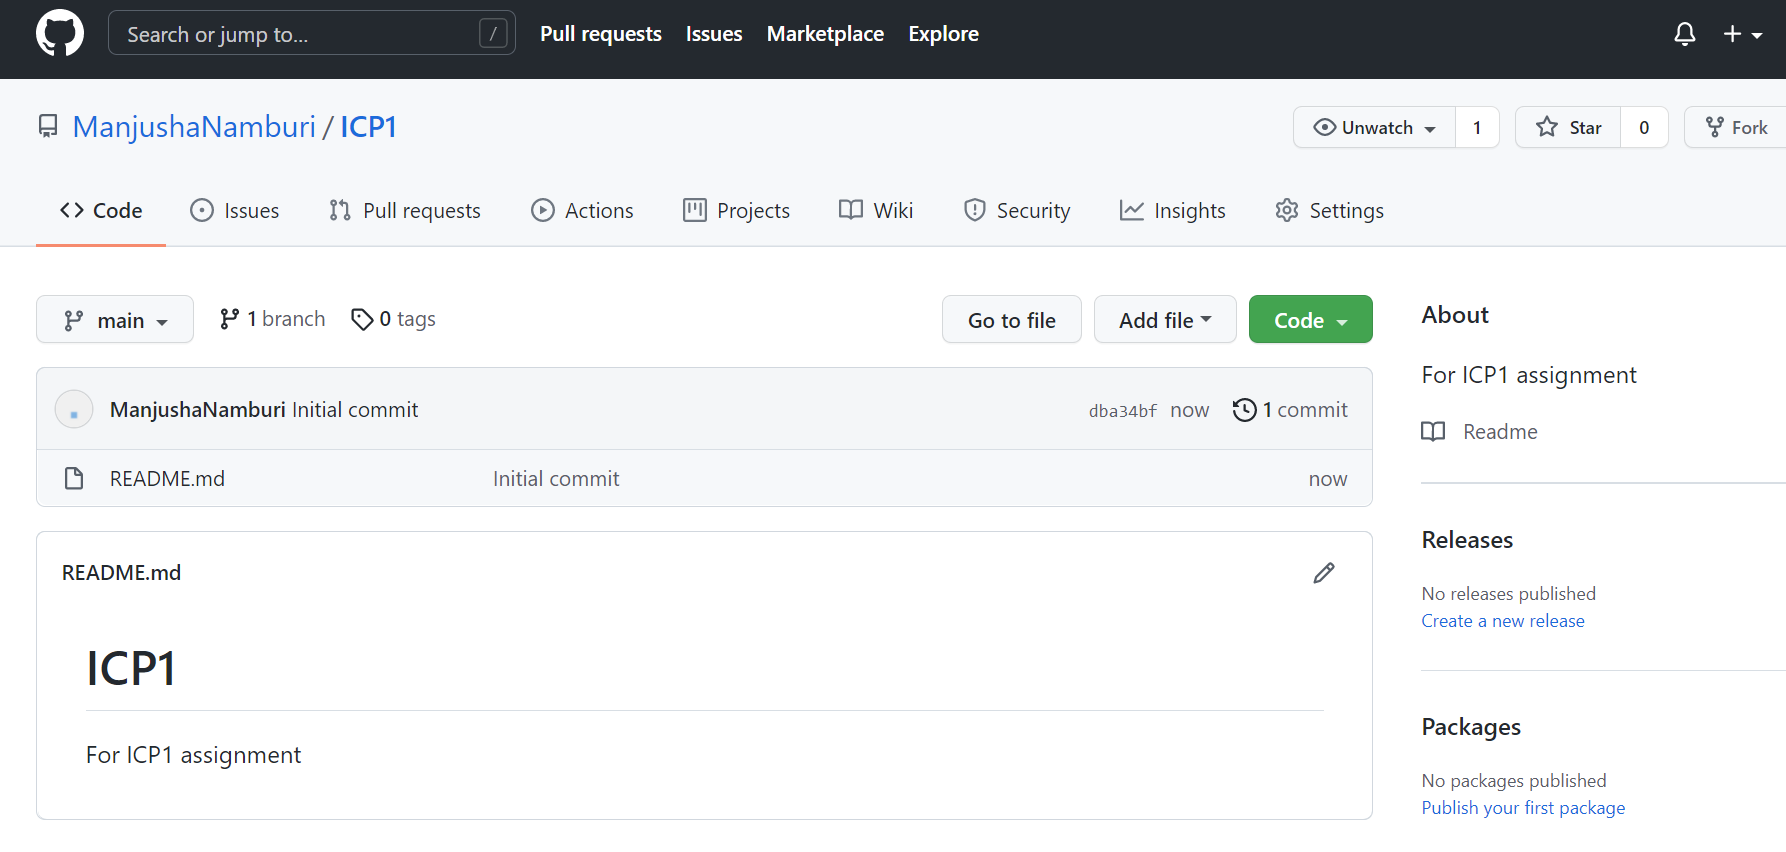 Search or jump to... /
Pull requests Issues Marketplace Explore
ManjushaNamburi / ICP1
Unwatch 1 Star 0 Fork
Code Issues Pull requests Actions Projects Wiki Security Insights Settings
main 1 branch 0 tags
Go to file Add file Code
ManjushaNamburi Initial commit dba34bf now 1 commit
README.md Initial commit now
README.md
ICP1
For ICP1 assignment
About
For ICP1 assignment
Readme
Releases
No releases published
Create a new release
Packages
No packages published
Publish your first package